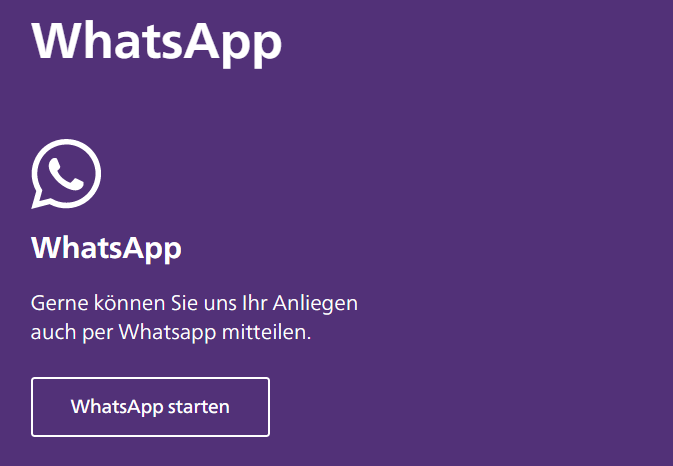 WhatsApp
WhatsApp
Gerne können Sie uns Ihr Anliegen
auch per Whatsapp mitteilen.
WhatsApp starten